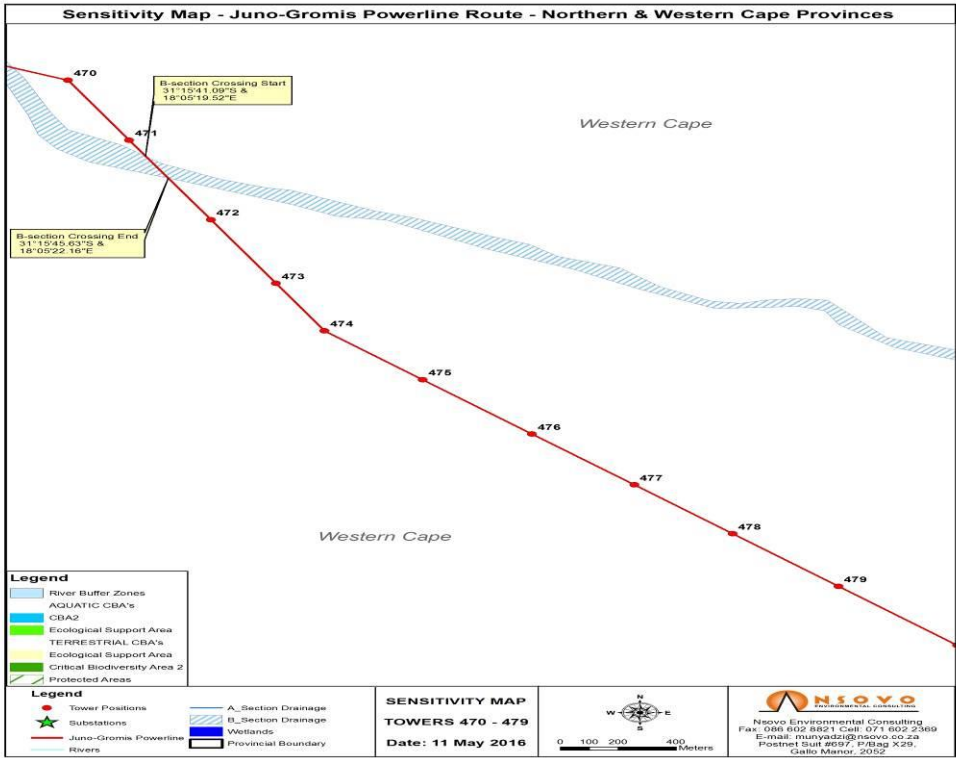 Sensitivity Map - Juno-Gromis Powerline Route - Northern & Western Cape Provinces
470
B-section Crossing Start
31°15'41.09"S &
18°05'19.52"E
Western Cape
471
472
B-section Crossing End
31°15'45.63"S &
18°05'22.16"E
473
474
475
476
477
478
Western Cape
479
Legend
River Buffer Zones
AQUATIC CBA's
CBA2
Ecological Support Area
TERRESTRIAL CBA's
Ecological Support Area
Critical Biodiversity Area 2
Protected Areas
Legend
Tower Positions
Substations
Juno-Gromis Powerline
Rivers
A_Section Drainage
B_Section Drainage
Wetlands
Provincial Boundary
SENSITIVITY MAP
TOWERS 470 - 479
Date: 11 May 2016
N
W E
S
0 100 200 400
Meters
NSOVO
ENVIRONMENTAL CONSULTING
Nsovo Environmental Consulting
Fax: 086 602 8821 Cell: 071 602 2369
E-mail: munyadzi@nsovo.co.za
Postnet Suit #697, P/Bag X29,
Gallo Manor, 2052